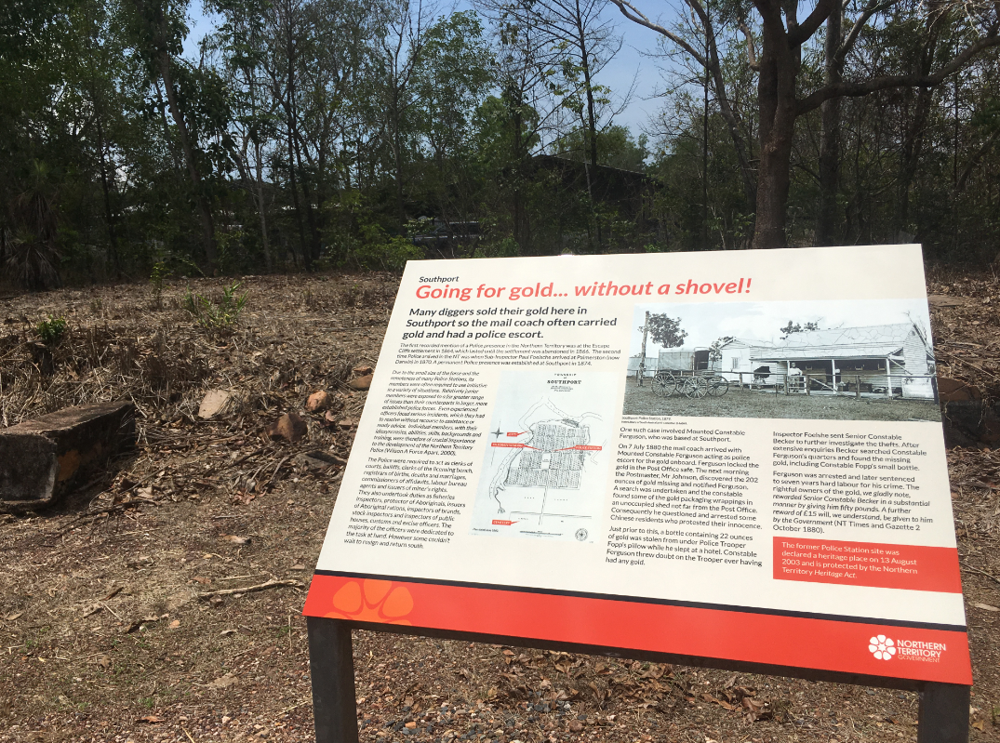 Southport
Going for gold... without a shovel!
Many diggers sold their gold here in
Southport so the mail coach often carried
gold and had a police escort.
The first recorded mention of a Police presence in the Northern Territory was at the Escape
Cliffs settlement in 1864, which lasted until the settlement was abandoned in 1866. The second
time Police arrived in the NT was when Sub-Inspector Paul Foelsche arrived at Palmerston (now
Darwin) in 1870. A permanent Police presence was established at Southport in 1874.
Due to the small size of the force and the
remoteness of many Police Stations, its
members were often required to use initiative
in a variety of situations. Relatively junior
members were exposed to a far greater range
of issues than their counterparts in larger, more
established police forces. Even experienced
officers faced serious incidents, which they had
to resolve without recourse to assistance or
ready advice. Individual members, with their
idiosyncrasies, abilities, skills, backgrounds and
training, were therefore of crucial importance
to the development of the Northern Territory
Police (Wilson A Force Apart, 2000).
The Police were required to act as clerks of
courts, bailiffs, clerks of the licensing bench,
registrars of births, deaths and marriages,
commissioners of affidavits, labour bureau
agents and issuers of miner's rights.
They also undertook duties as fisheries
inspectors, protector of Aboriginals, issuers
of Aboriginal rations, inspectors of brands,
stock inspectors and inspectors of public
houses, customs and excise officers. The
majority of the officers were dedicated to
the task at hand. However some couldn't
wait to resign and return south.
TOWNSHIP
OF
SOUTHPORT
Southport Police Station, 1879
One such case involved Mounted Constable
Ferguson, who was based at Southport.
On 7 July 1880 the mail coach arrived with
Mounted Constable Ferguson acting as police
escort for the gold onboard. Ferguson locked the
gold in the Post Office safe. The next morning
the Postmaster, Mr Johnson, discovered the 202
ounces of gold missing and notified Ferguson.
A search was undertaken and the constable
found some of the gold packaging wrappings in
an unoccupied shed not far from the Post Office.
Consequently he questioned and arrested some
Chinese residents who protested their innocence.
Just prior to this, a bottle containing 22 ounces
of gold was stolen from under Police Trooper
Fopp's pillow while he slept at a hotel. Constable
Ferguson threw doubt on the Trooper ever having
had any gold.
Inspector Foelshe sent Senior Constable
Becker to further investigate the thefts. After
extensive enquiries Becker searched Constable
Ferguson's quarters and found the missing
gold, including Constable Fopp's small bottle.
Ferguson was arrested and later sentenced
to seven years hard labour for his crime. The
rightful owners of the gold, we gladly note,
rewarded Senior Constable Becker in a substantial
manner by giving him fifty pounds. A further
reward of £15 will, we understand, be given to him
by the Government (NT Times and Gazette 2
October 1880).
The former Police Station site was
declared a heritage place on 13 August
2003 and is protected by the Northern
Territory Heritage Act.
NORTHERN
TERRITORY
GOVERNMENT